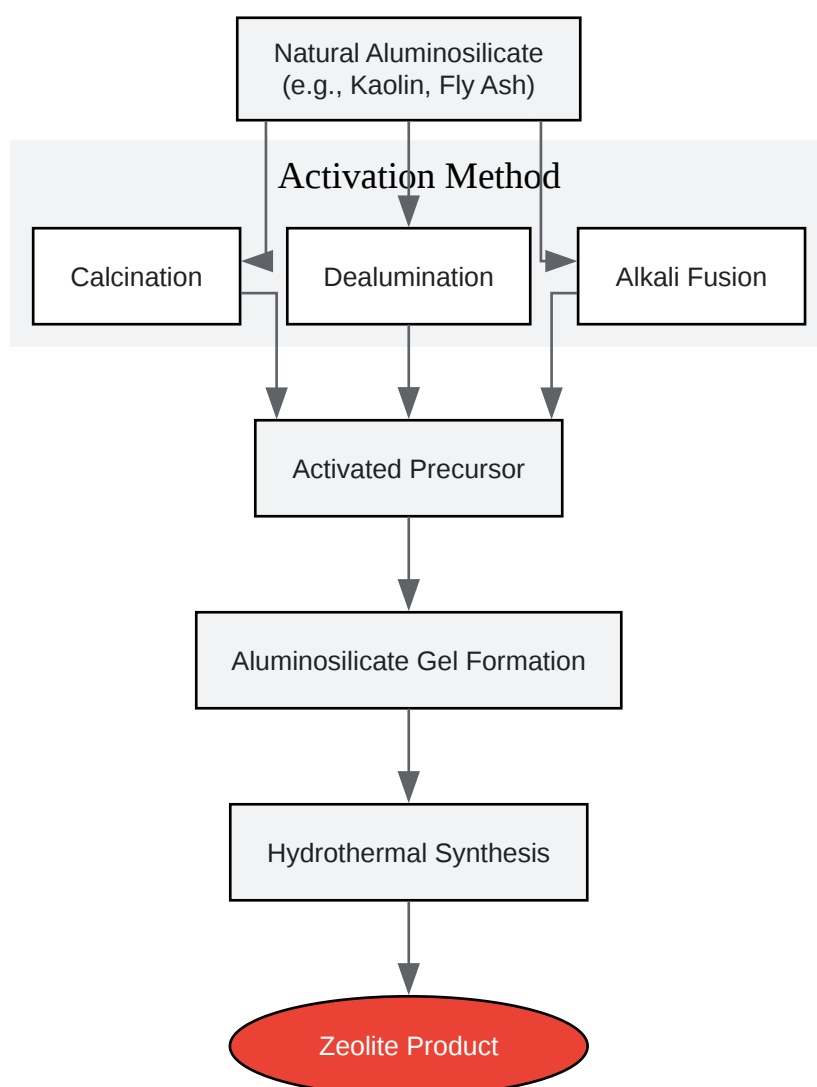 Natural Aluminosilicate
(e.g., Kaolin, Fly Ash)
Activation Method
Calcination
Dealumination
Alkali Fusion
Activated Precursor
Aluminosilicate Gel Formation
Hydrothermal Synthesis
Zeolite Product